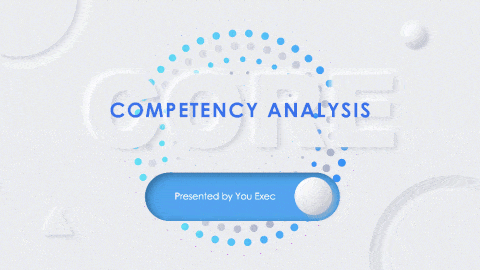 CORE
COMPETENCY ANALYSIS
Presented by You Exec